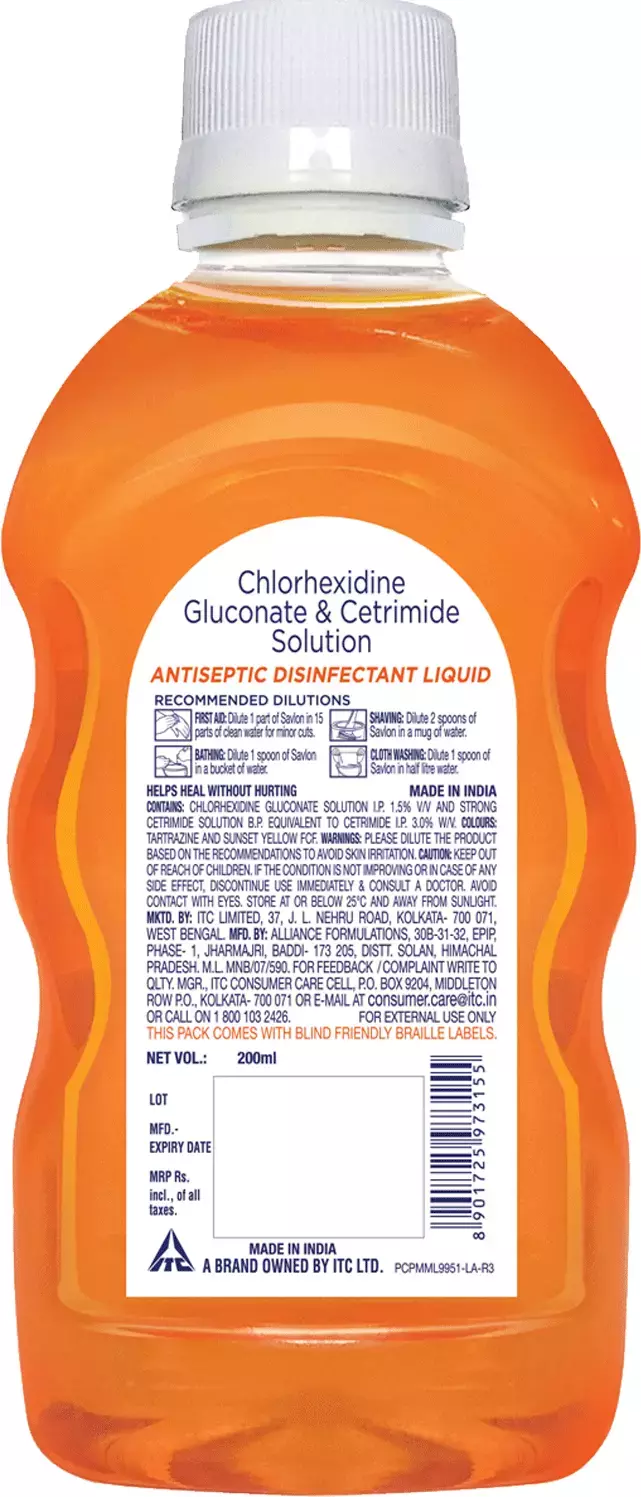 Chlorhexidine
Gluconate & Cetrimide
Solution
ANTISEPTIC DISINFECTANT LIQUID
RECOMMENDED DILUTIONS
FIRST AID: Dilute 1 part of Savlon in 15
parts of clean water for minor cuts.
SHAVING: Dilute 2 spoons of
Savlon in a mug of water.
BATHING: Dilute 1 spoon of Savlon
in a bucket of water.
CLOTH WASHING: Dilute 1 spoon of
Savlon in half litre water.
HELPS HEAL WITHOUT HURTING MADE IN INDIA
CONTAINS: CHLORHEXIDINE GLUCONATE SOLUTION I.P. 1.5% V/V AND STRONG
CETRIMIDE SOLUTION B.P. EQUIVALENT TO CETRIMIDE I.P. 3.0% W/V. COLOURS:
TARTRAZINE AND SUNSET YELLOW FCF. WARNINGS: PLEASE DILUTE THE PRODUCT
BASED ON THE RECOMMENDATIONS TO AVOID SKIN IRRITATION. CAUTION: KEEP OUT
OF REACH OF CHILDREN. IF THE CONDITION IS NOT IMPROVING OR IN CASE OF ANY
SIDE EFFECT, DISCONTINUE USE IMMEDIATELY & CONSULT A DOCTOR. AVOID
CONTACT WITH EYES. STORE AT OR BELOW 25°C AND AWAY FROM SUNLIGHT.
MKTD. BY: ITC LIMITED, 37, J. L. NEHRU ROAD, KOLKATA- 700 071,
WEST BENGAL. MFD. BY: ALLIANCE FORMULATIONS, 30B-31-32, EPIP,
PHASE- 1, JHARMAJRI, BADDI- 173 205, DISTT. SOLAN, HIMACHAL
PRADESH. M.L. MNB/07/590. FOR FEEDBACK / COMPLAINT WRITE TO
QLTY. MGR., ITC CONSUMER CARE CELL, P.O. BOX 9204, MIDDLETON
ROW P.O., KOLKATA- 700 071 OR E-MAIL AT consumer.care@itc.in
OR CALL ON 1 800 103 2426. FOR EXTERNAL USE ONLY
THIS PACK COMES WITH BLIND FRIENDLY BRAILLE LABELS.
NET VOL.: 200ml
LOT
MFD.-
EXPIRY DATE
MRP Rs.
incl., of all
taxes.
8 901725 973155
ITC
MADE IN INDIA
A BRAND OWNED BY ITC LTD. PCPMML9951-LA-R3